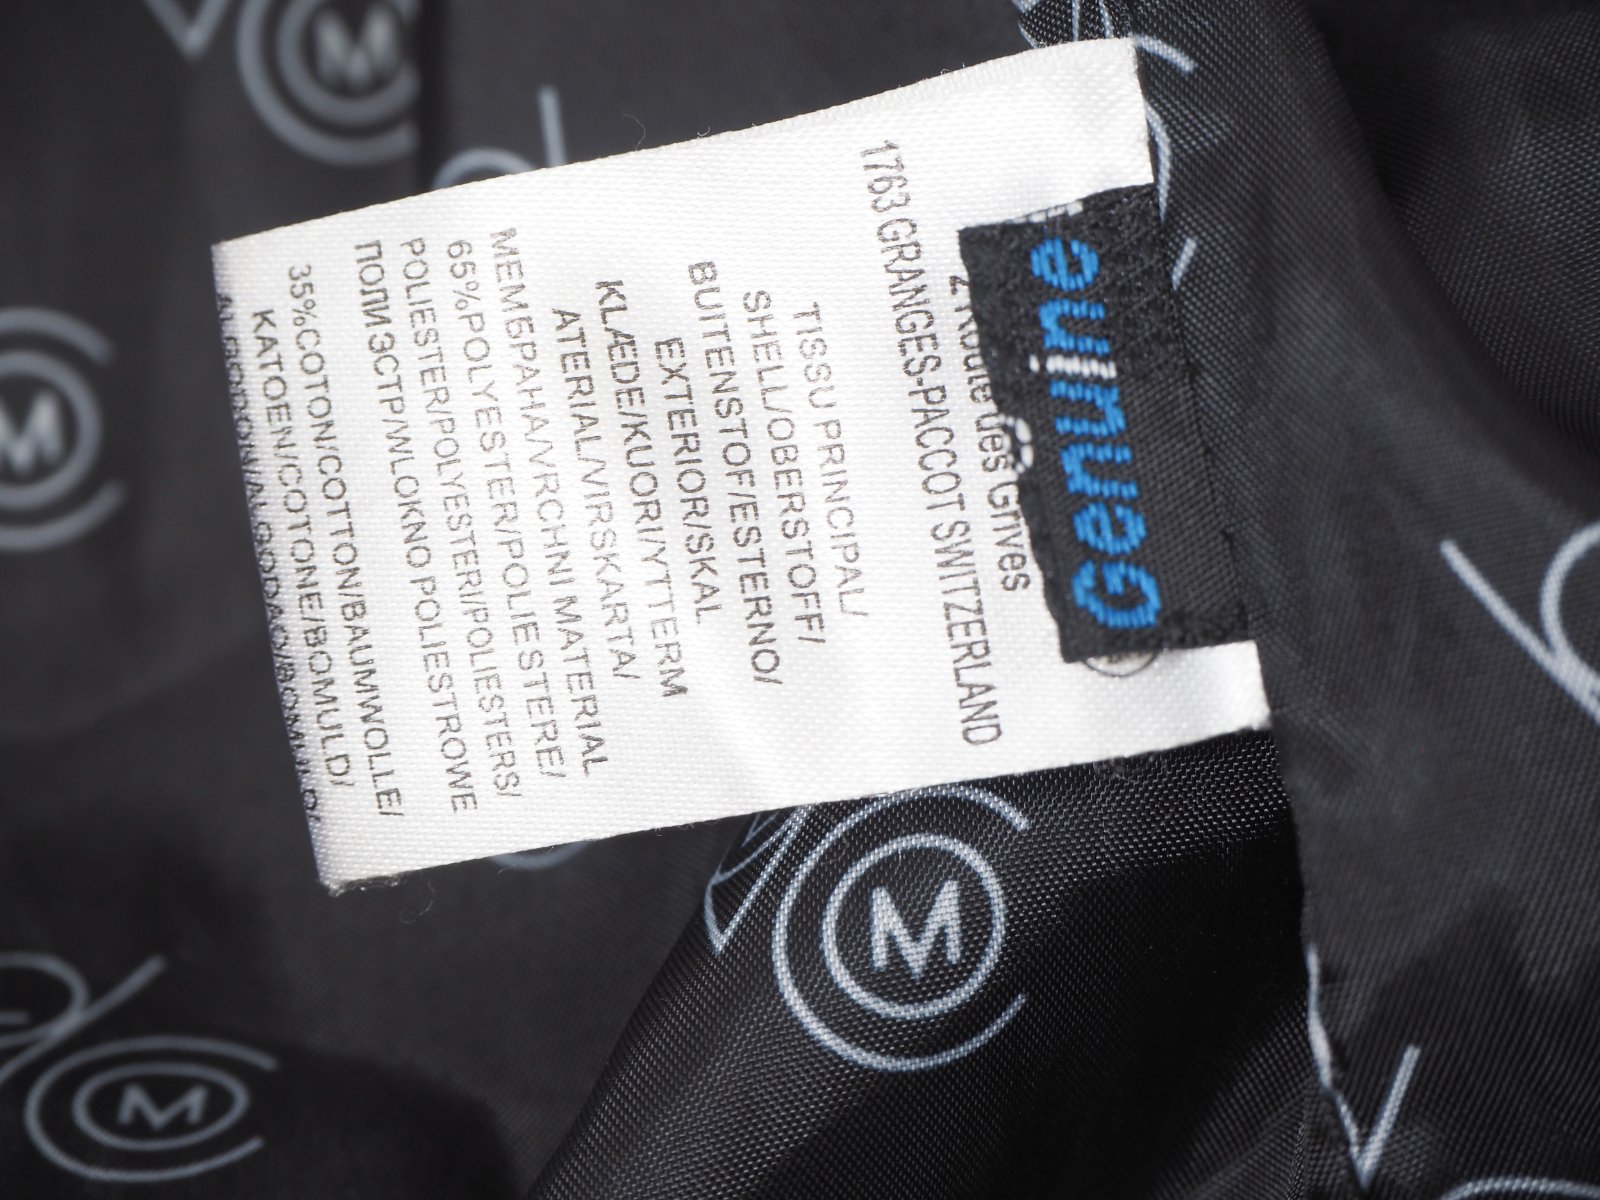 Genuine
2 Route des Grives
1763 GRANGES-PACCOT SWITZERLAND
TISSU PRINCIPAL/
SHELL/OBERSTOFF/
BUITENSTOF/ESTERNO/
EXTERIOR/SKAL
KLÆDE/KUORI/YTTERM
ATERIAL/VIRSKARTA/
МЕМБРАНА/VRCHNI MATERIAL
65%POLYESTER/POLIESTERE/
POLIESTER/POLYESTERI/POLIESTERS/
ПОЛИЭСТР/WLOKNO POLIESTROWE
35%COTON/COTTON/BAUMWOLLE/
KATOEN/COTONE/BOMULD/
M
M
M
M
M